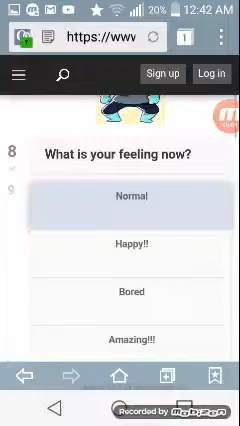 20% 12:42 AM
https://www
1
Sign up
Log in
8
What is your feeling now?
9
Normal
Happy!!
Bored
Amazing!!!
Recorded by mobizen